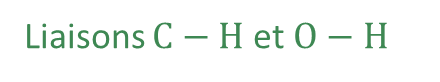 Liaisons C − H et O − H